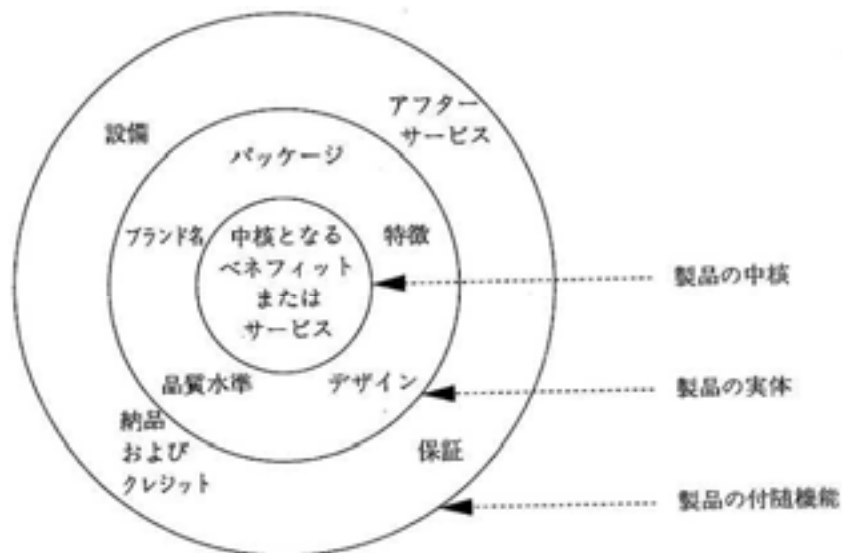 設備
アフター
サービス
パッケージ
ブランド名
中核となる
ベネフィット
または
サービス
特徴
製品の中核
品質水準
デザイン
製品の実体
納品
および
クレジット
保証
製品の付随機能